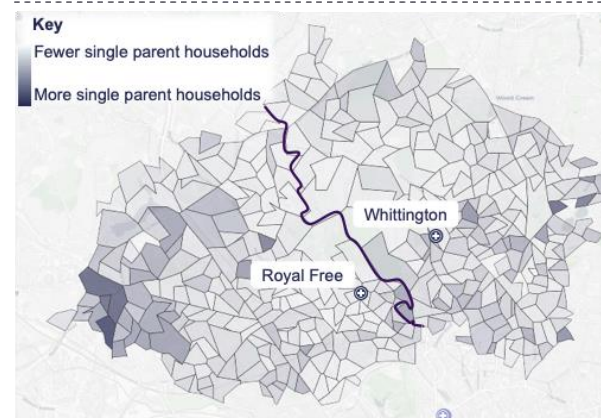 Key
Fewer single parent households
More single parent households
Whittington
Royal Free